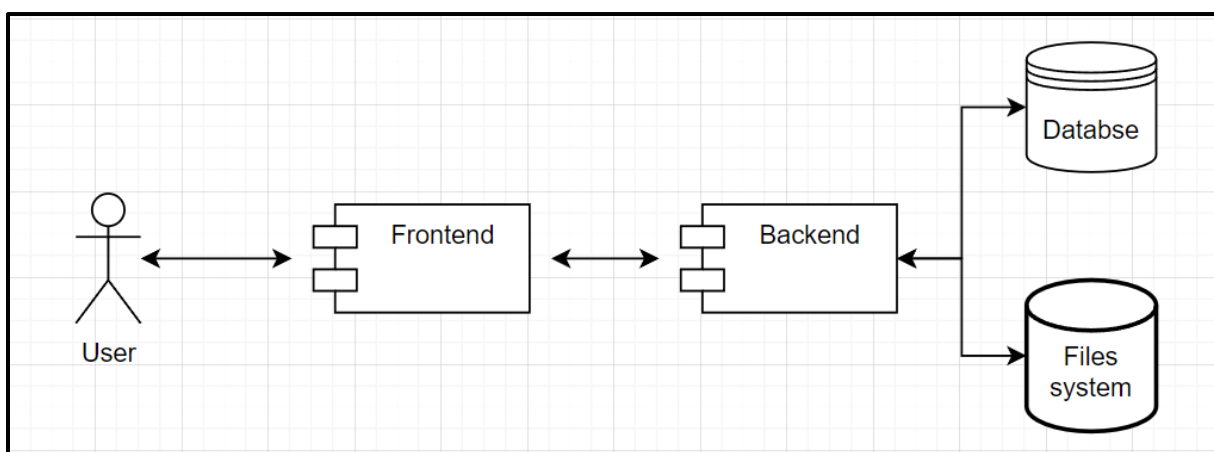 User
Frontend
Backend
Databse
Files
system